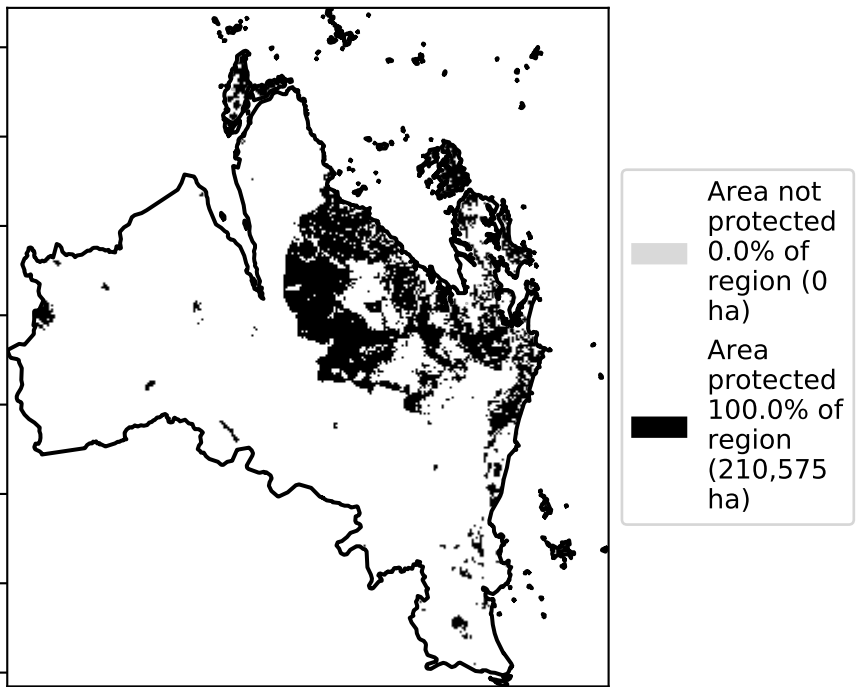 Area not
protected
0.0% of
region (0
ha)
Area
protected
100.0% of
region
(210,575
ha)